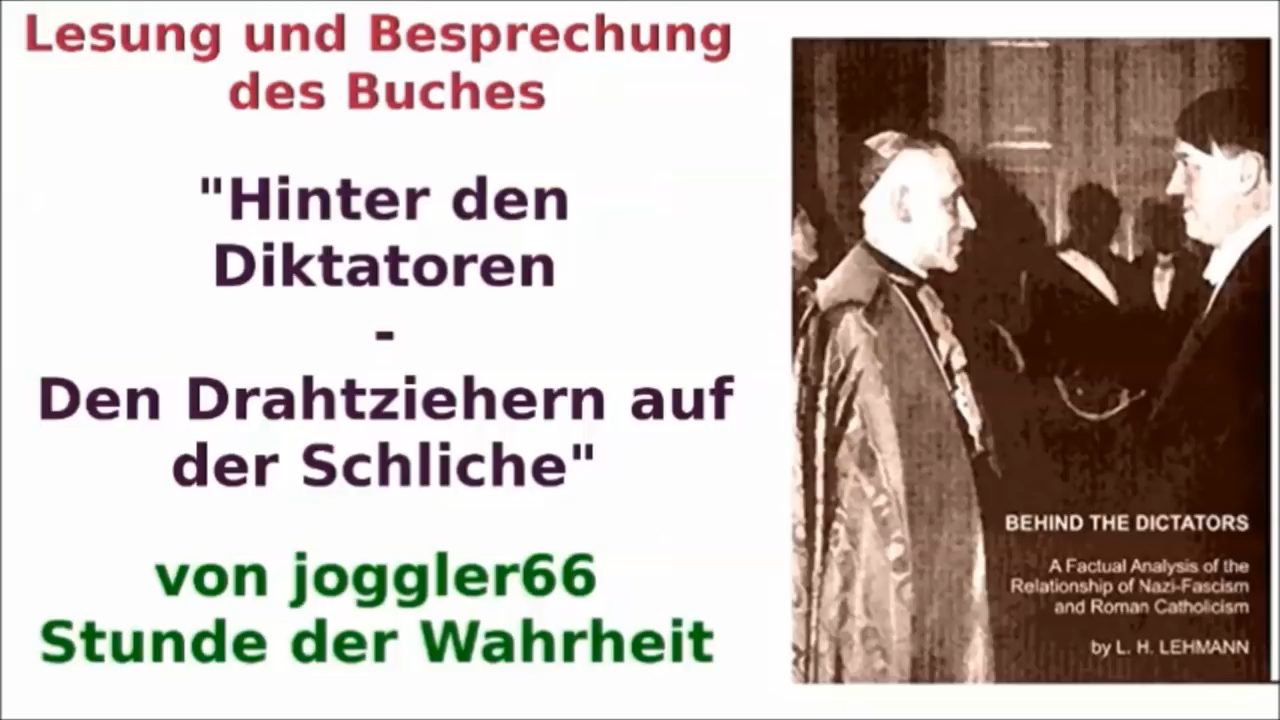 Lesung und Besprechung
des Buches
"Hinter den
Diktatoren
-
Den Drahtziehern auf
der Schliche"
von joggler66
Stunde der Wahrheit
BEHIND THE DICTATORS
A Factual Analysis of the
Relationship of Nazi-Fascism
and Roman Catholicism
by L. H. LEHMANN